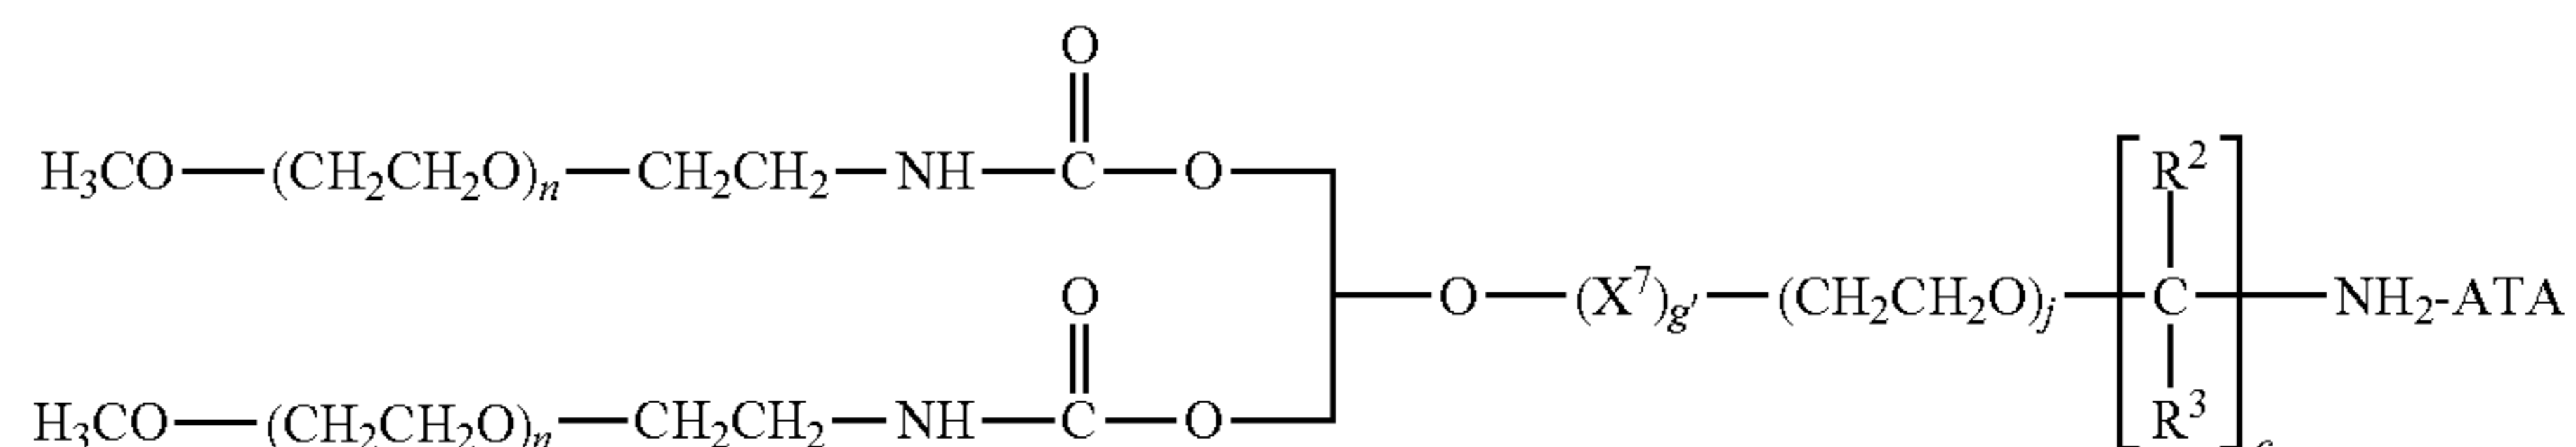 O
H₃CO—(CH₂CH₂O)ₙ—CH₂CH₂—NH—C—O
R²
O—(X⁷)g'—(CH₂CH₂O)ⱼ—C—NH₂-ATA
O
R³
H₃CO—(CH₂CH₂O)ₙ—CH₂CH₂—NH—C—O